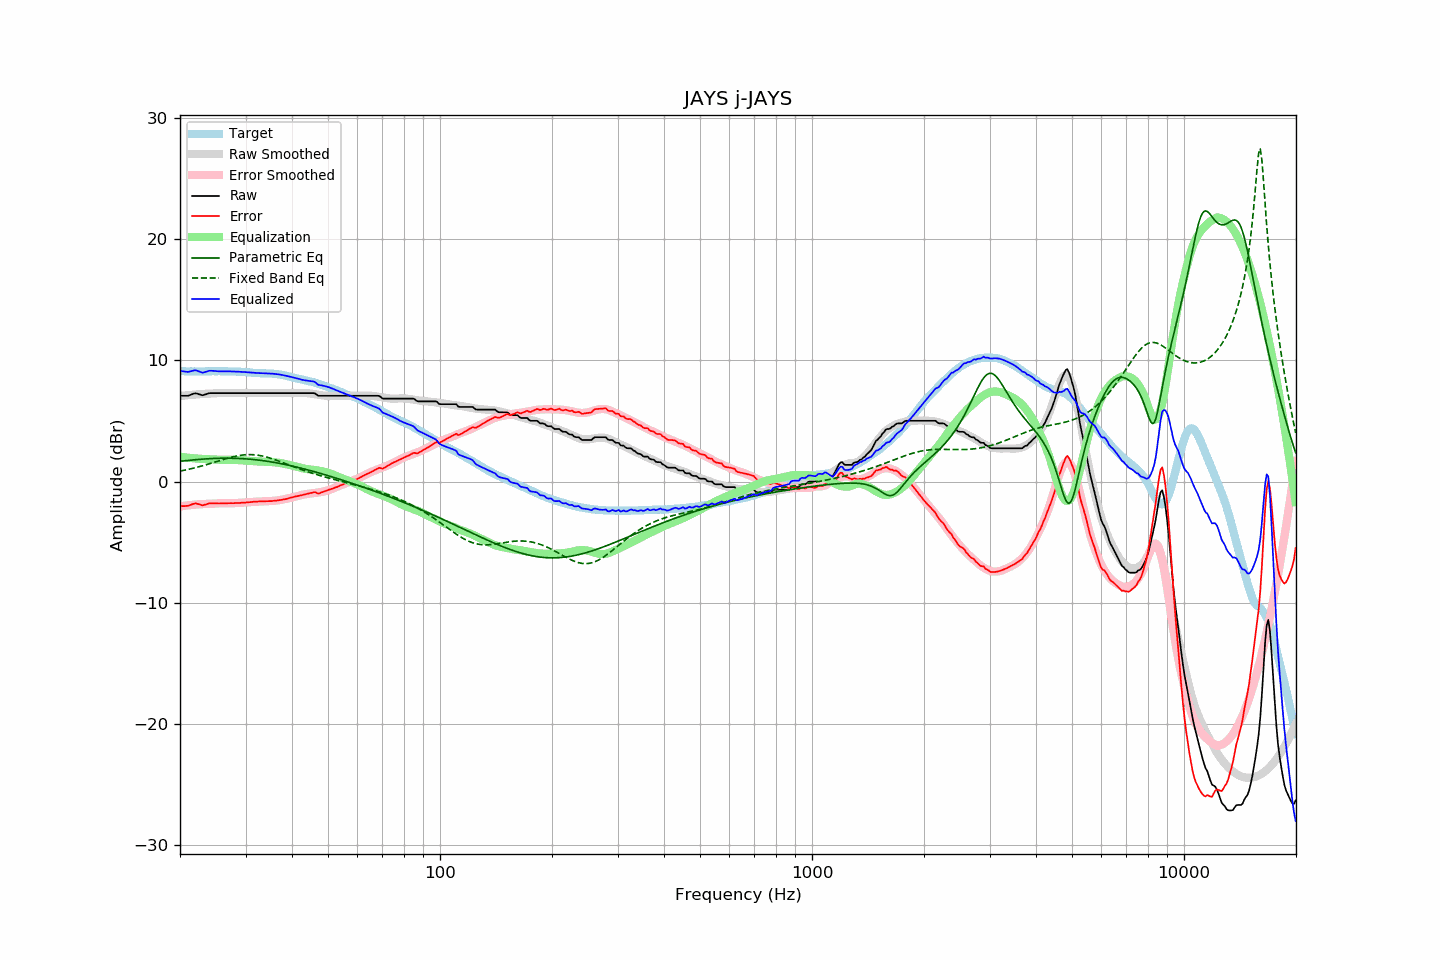 JAYS j-JAYS
30
20
10
0
−10
−20
−30
Amplitude (dBr)
Target
Raw Smoothed
Error Smoothed
Raw
Error
Equalization
Parametric Eq
Fixed Band Eq
Equalized
100
1000
10000
Frequency (Hz)